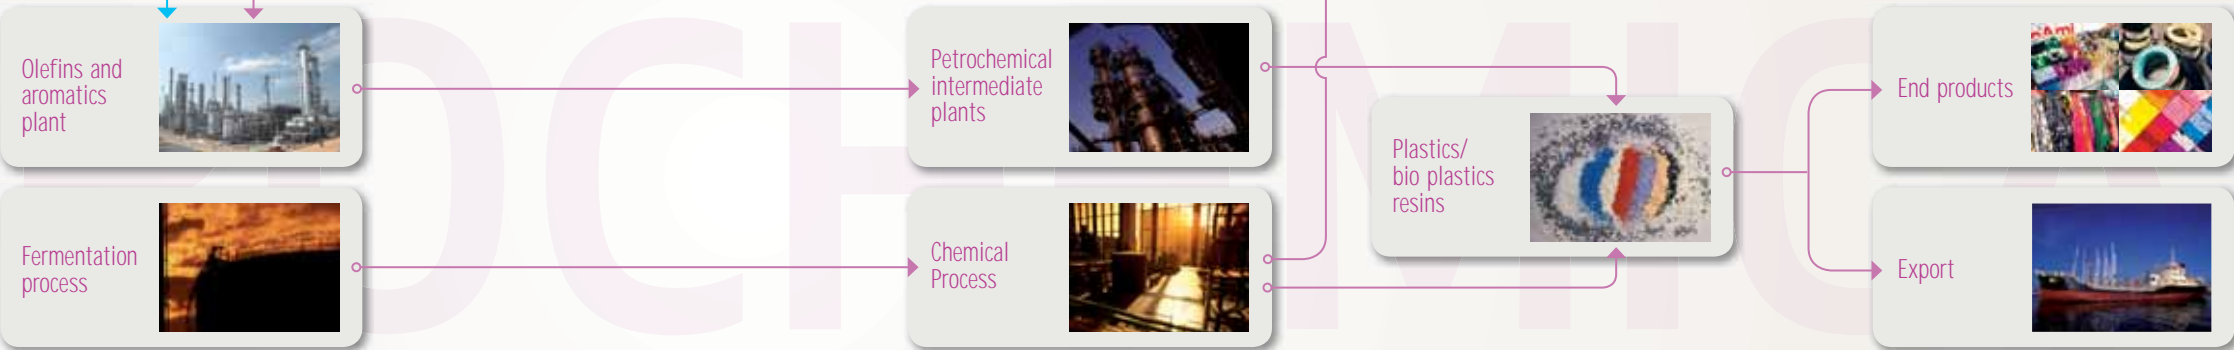 Olefins and
aromatics
plant
Petrochemical
intermediate
plants
End products
Plastics/
bio plastics
resins
Fermentation
process
Chemical
Process
Export